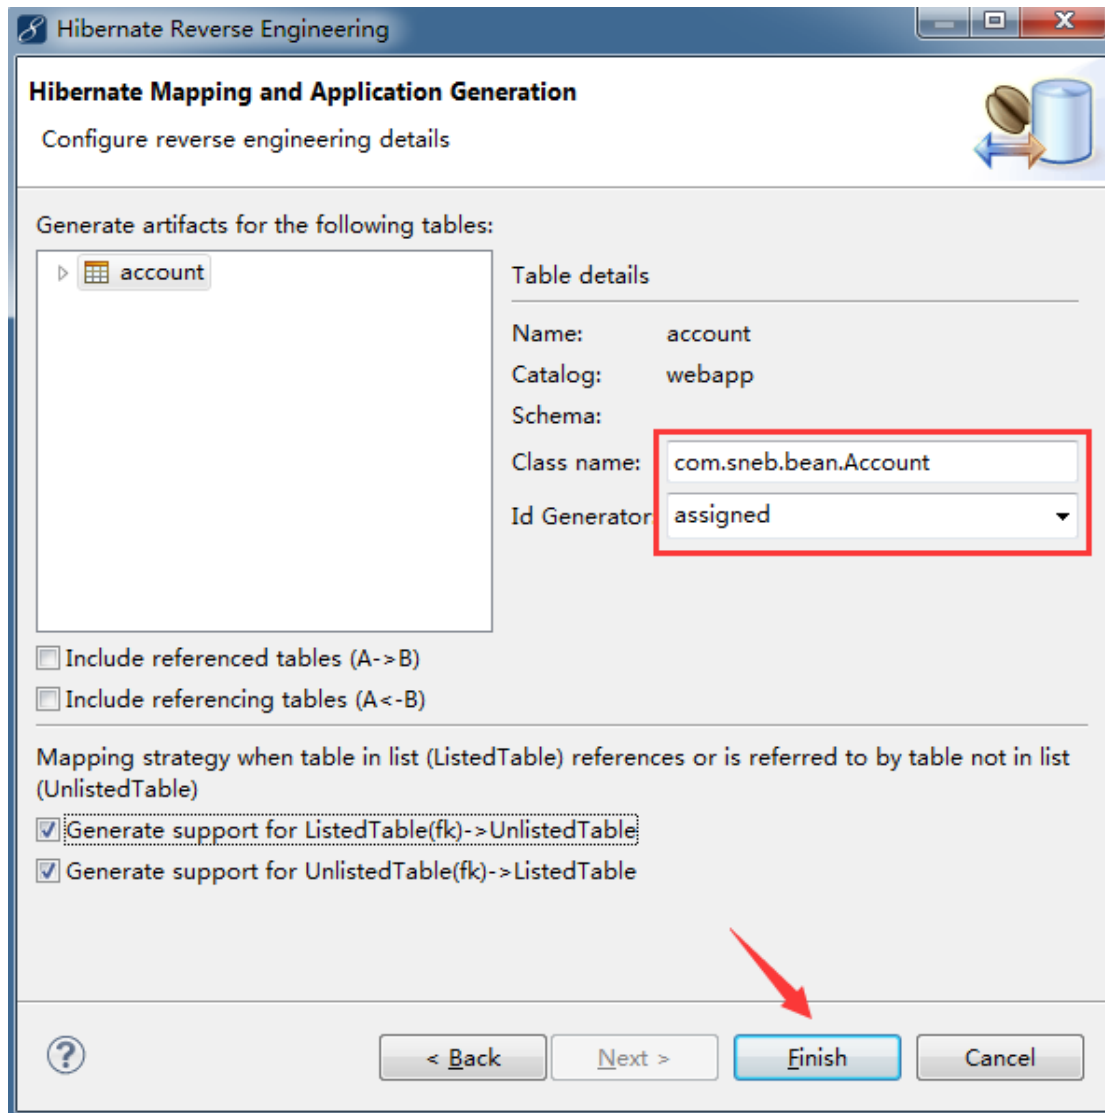 Hibernate Reverse Engineering
Hibernate Mapping and Application Generation
Configure reverse engineering details
Generate artifacts for the following tables:
account
Table details
Name: account
Catalog: webapp
Schema:
Class name: com.sneb.bean.Account
Id Generator: assigned
Include referenced tables (A->B)
Include referencing tables (A<-B)
Mapping strategy when table in list (ListedTable) references or is referred to by table not in list
(UnlistedTable)
Generate support for ListedTable(fk)->UnlistedTable
Generate support for UnlistedTable(fk)->ListedTable
< Back
Next >
Finish
Cancel